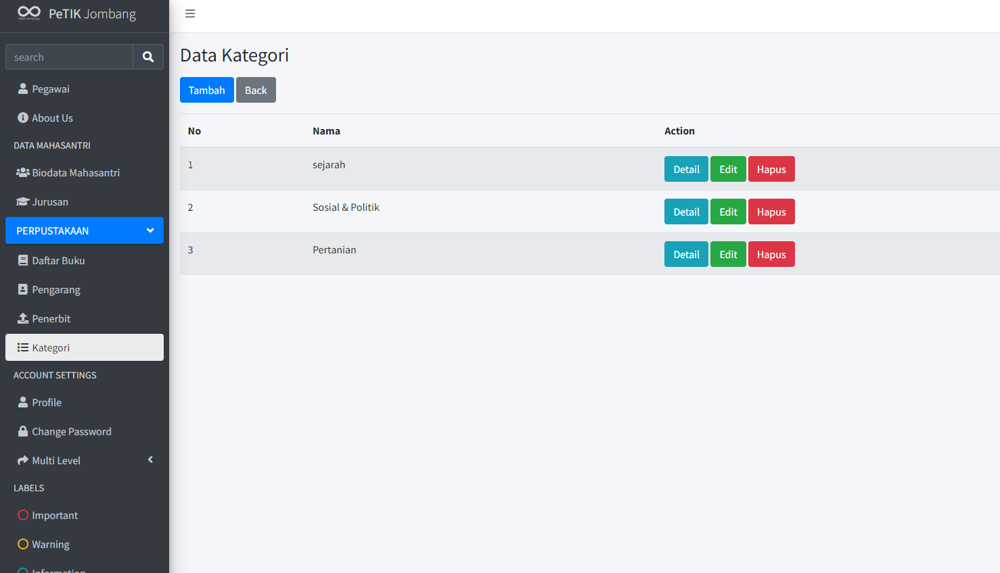 PeTIK Jombang
search
Pegawai
About Us
DATA MAHASANTRI
Biodata Mahasantri
Jurusan
PERPUSTAKAAN
Daftar Buku
Pengarang
Penerbit
Kategori
ACCOUNT SETTINGS
Profile
Change Password
Multi Level
LABELS
Important
Warning
Information
Data Kategori
Tambah Back
No Nama Action
1 sejarah Detail Edit Hapus
2 Sosial & Politik Detail Edit Hapus
3 Pertanian Detail Edit Hapus